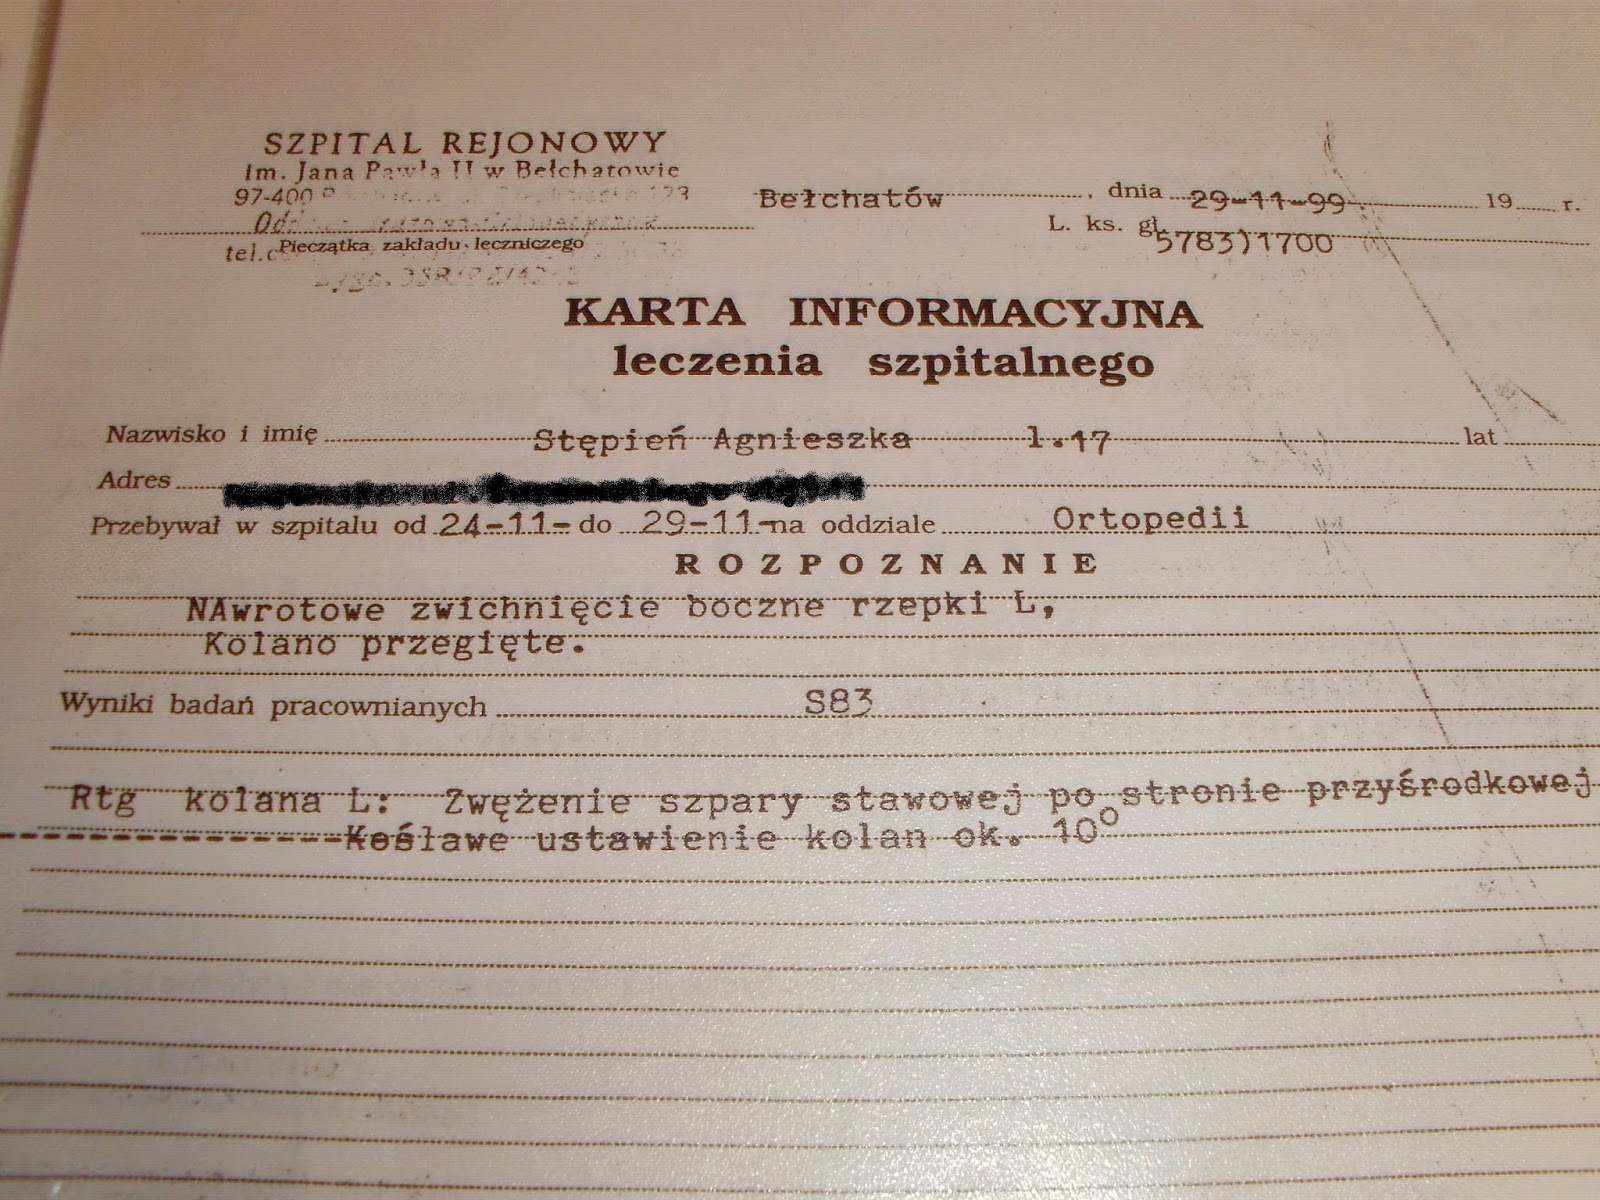 SZPITAL REJONOWY
im. Jana Pawła II w Bełchatowie
97-400 123
Bełchatów, dnia 29-11-99. 19 r.
L. ks. gł. 5783)1700
Pieczątka zakładu leczniczego
tel.
KARTA INFORMACYJNA
leczenia szpitalnego
Nazwisko i imię Stępień Agnieszka l.17 lat
Adres
Przebywał w szpitalu od 24-11- do 29-11- na oddziale Ortopedii
ROZPOZNANIE
NAwrotowe zwichnięcie boczne rzepki L,
Kolano przegięte.
Wyniki badań pracownianych S83
Rtg kolana L: Zwężenie szpary stawowej po stronie przyśrodkowej
Koślawe ustawienie kolan ok. 10°